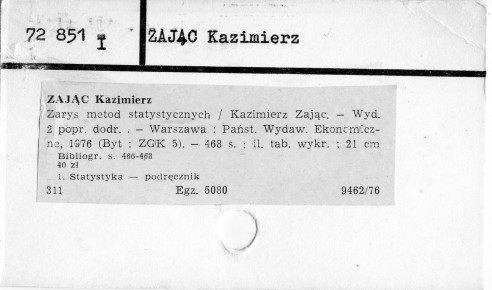 72 851 I ZAJĄC Kazimierz
ZAJĄC Kazimierz
Zarys metod statystycznych / Kazimierz Zając. — Wyd.
2 popr. dodr. . — Warszawa : Państ. Wydaw. Ekonomicz-
ne, 1976 (Byt : ZGK 5). — 468 s. : il. tab. wykr. ; 21 cm
Bibliogr. s. 466-468
40 zł
1. Statystyka — podręcznik
311 Egz. 5080 9462/76